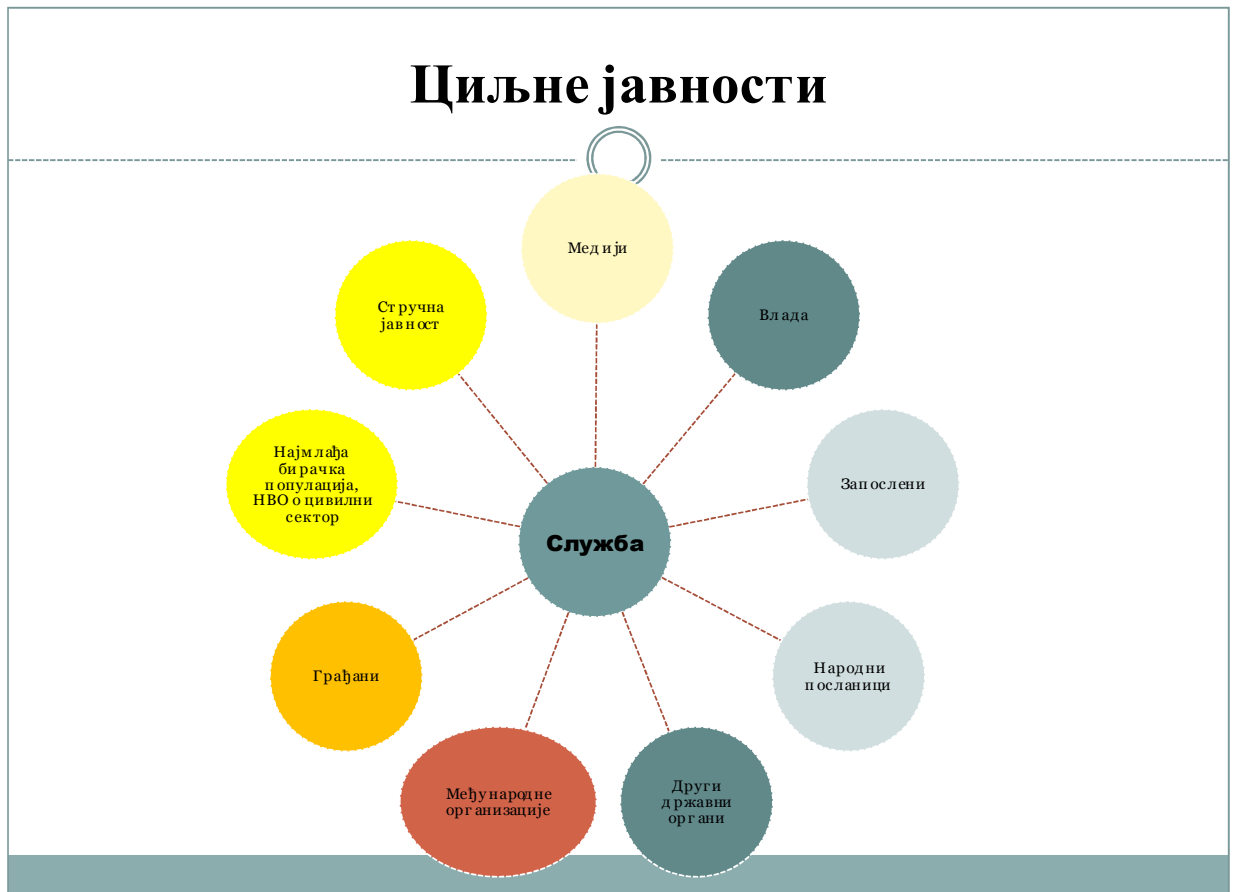 Циљне јавности
Медији
Влада
Запослени
Народни
посланици
Други
државни
органи
Међународне
организације
Грађани
Најмлађа
бирачка
популација,
НВО о цивилни
сектор
Стручна
јавност
Служба